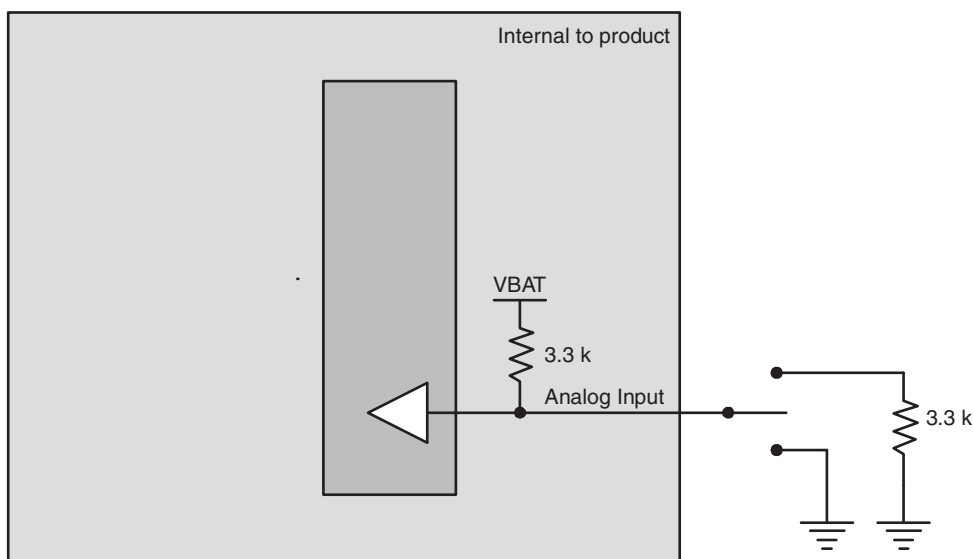 Internal to product
VBAT
3.3 k
Analog Input
3.3 k